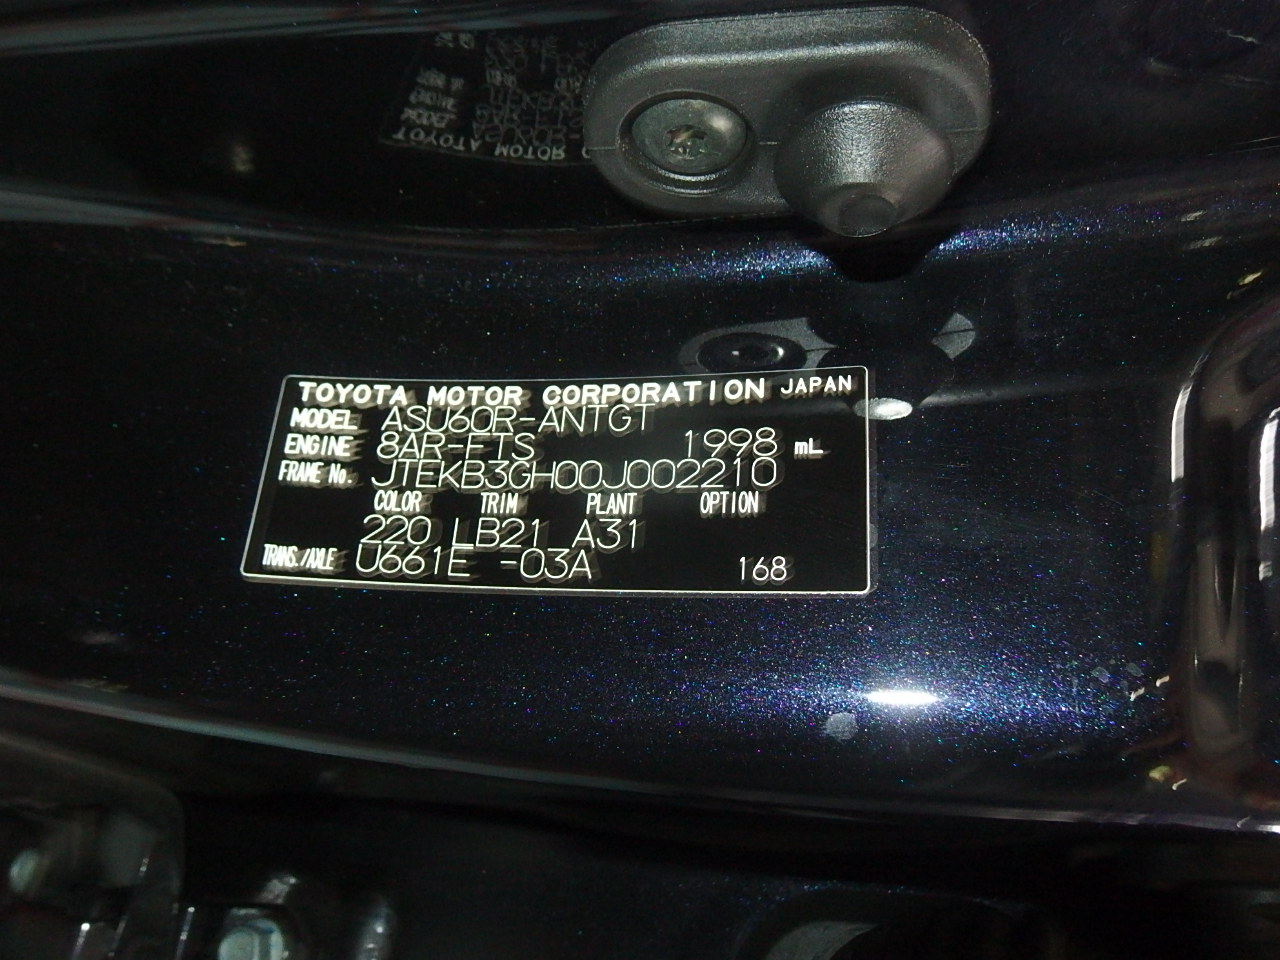 TOYOTA MOTOR CORPORATION JAPAN
MODEL ASU60R-ANTGT
ENGINE 8AR-FTS 1998 mL
FRAME No. JTEKB3GH00J002210
COLOR TRIM PLANT OPTION
220 LB21 A31
TRANS./AXLE U661E -03A 168